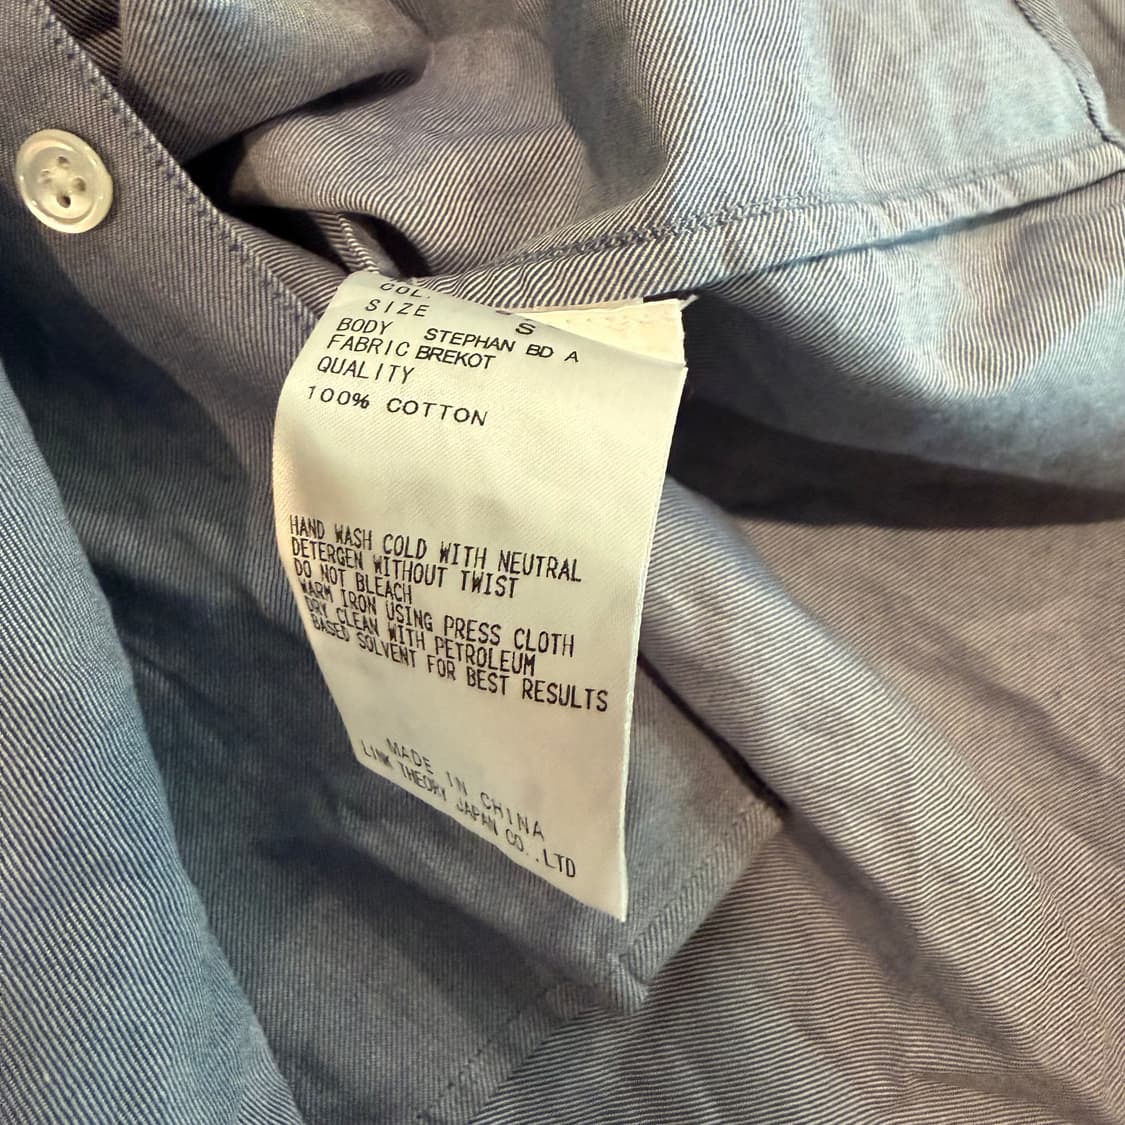 COL.
SIZE S
BODY STEPHAN BD A
FABRIC BREKOT
QUALITY
100% COTTON
HAND WASH COLD WITH NEUTRAL
DETERGEN WITHOUT TWIST
DO NOT BLEACH
WARM IRON USING PRESS CLOTH
DRY CLEAN WITH PETROLEUM
BASED SOLVENT FOR BEST RESULTS
MADE IN CHINA
LINK THEORY JAPAN CO.,LTD